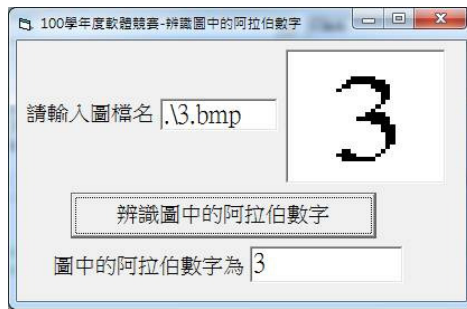 100學年度軟體競賽-辨識圖中的阿拉伯數字
請輸入圖檔名 .\3.bmp
3
辨識圖中的阿拉伯數字
圖中的阿拉伯數字為 3